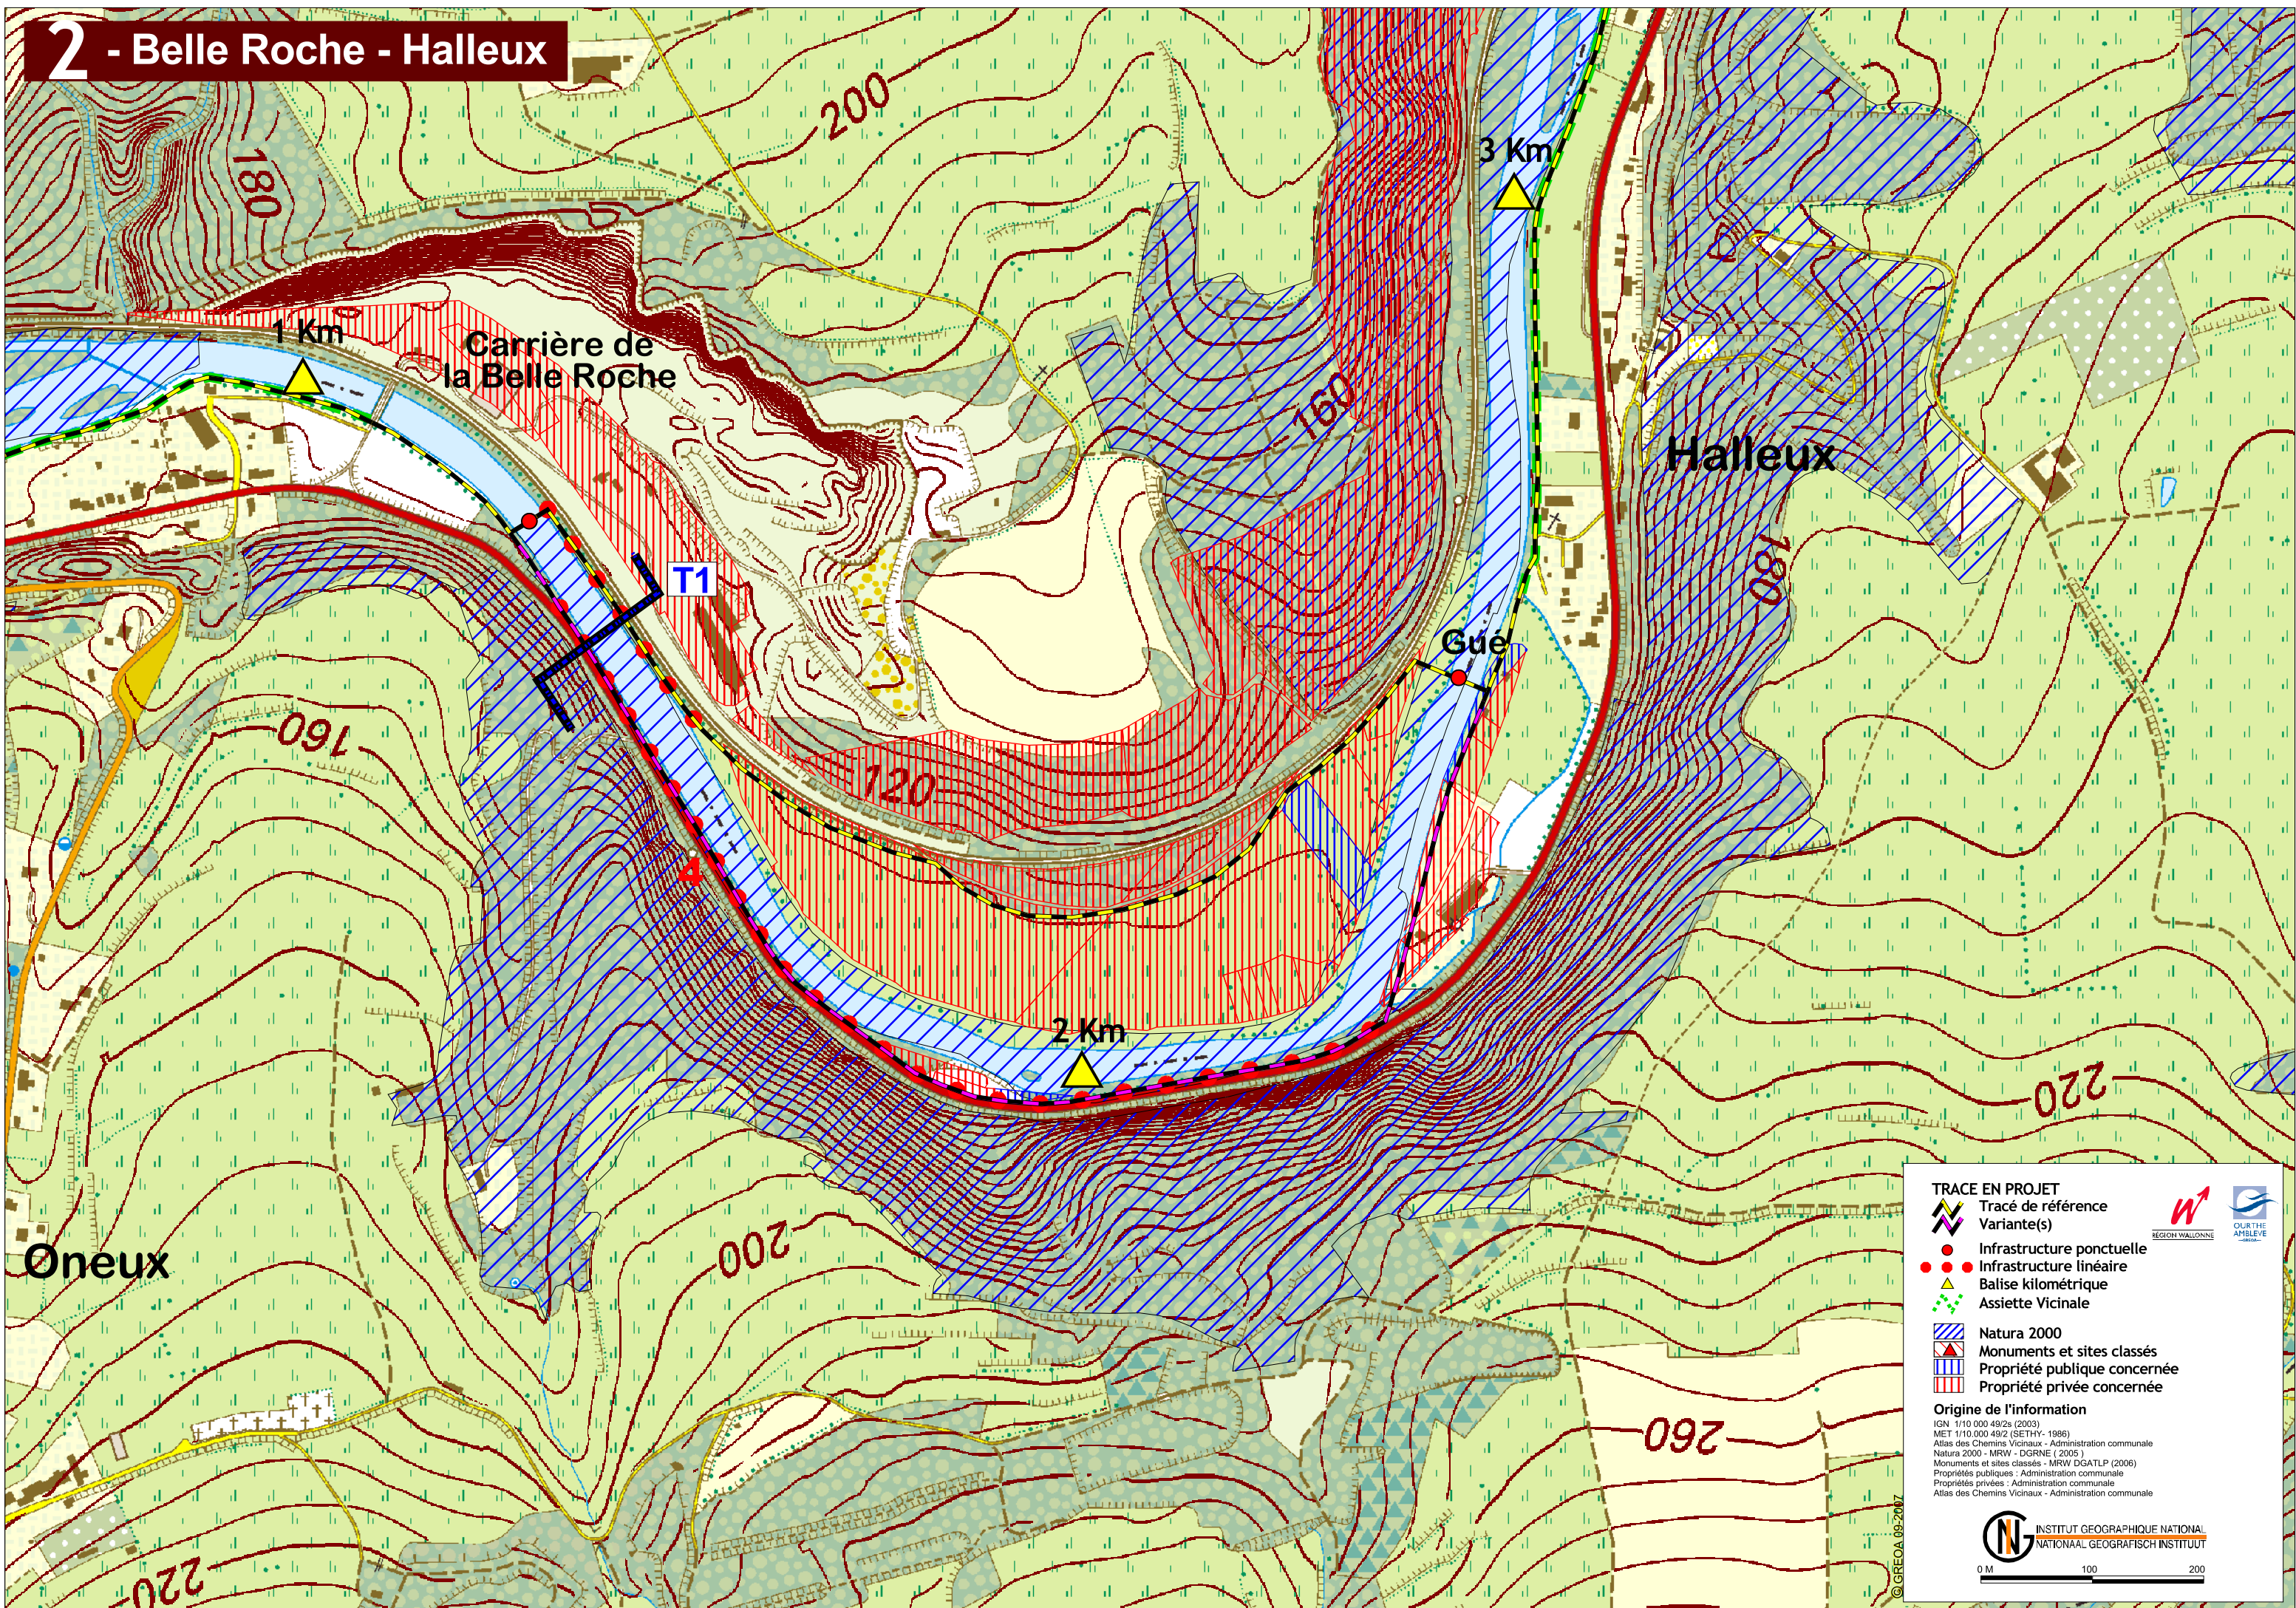 2 - Belle Roche - Halleux
200
180
3 Km
1 Km
Carrière de
la Belle Roche
160
Halleux
180
T1
Gué
160
120
4
2 Km
220
200
Oneux
260
220
TRACE EN PROJET
Tracé de référence
Variante(s)
Infrastructure ponctuelle
Infrastructure linéaire
Balise kilométrique
Assiette Vicinale
Natura 2000
Monuments et sites classés
Propriété publique concernée
Propriété privée concernée
W
RÉGION WALLONNE
OURTHE
AMBLEVE
Origine de l'information
IGN 1/10 000 49/2s (2003)
MET 1/10.000 49/2 (SETHY- 1986)
Atlas des Chemins Vicinaux - Administration communale
Natura 2000 - MRW - DGRNE ( 2005 )
Monuments et sites classés - MRW DGATLP (2006)
Propriétés publiques : Administration communale
Propriétés privées : Administration communale
Atlas des Chemins Vicinaux - Administration communale
INSTITUT GEOGRAPHIQUE NATIONAL
NATIONAAL GEOGRAFISCH INSTITUUT
0 M 100 200
© GREOA 09-2007